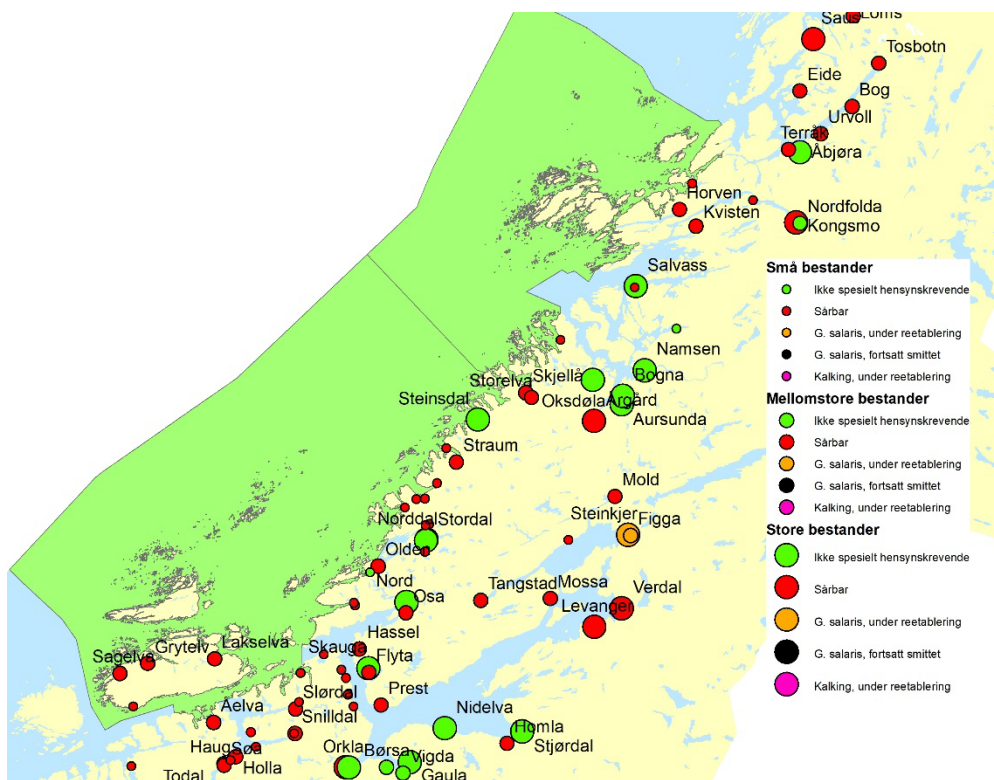 Loms
Saus
Tosbotn
Eide
Bog
Urvoll
Terråk
Åbjøra
Horven
Kvisten
Nordfolda
Kongsmo
Salvass
Namsen
Skjellå
Bogna
Storelva
Oksdøla
Årgård
Steinsdal
Aursunda
Straum
Mold
Steinkjer
Figga
Norddal
Stordal
Olden
Nord
Osa
Tangstad
Mossa
Verdal
Levanger
Hassel
Skauga
Flyta
Lakselva
Grytelv
Sagelva
Prest
Slørdal
Aelva
Snilldal
Nidelva
Homla
Stjørdal
Haug
Søa
Holla
Orkla
Børsa
Vigda
Gaula
Todal
Små bestander
Ikke spesielt hensynskrevende
Sårbar
G. salaris, under reetablering
G. salaris, fortsatt smittet
Kalking, under reetablering
Mellomstore bestander
Ikke spesielt hensynskrevende
Sårbar
G. salaris, under reetablering
G. salaris, fortsatt smittet
Kalking, under reetablering
Store bestander
Ikke spesielt hensynskrevende
Sårbar
G. salaris, under reetablering
G. salaris, fortsatt smittet
Kalking, under reetablering